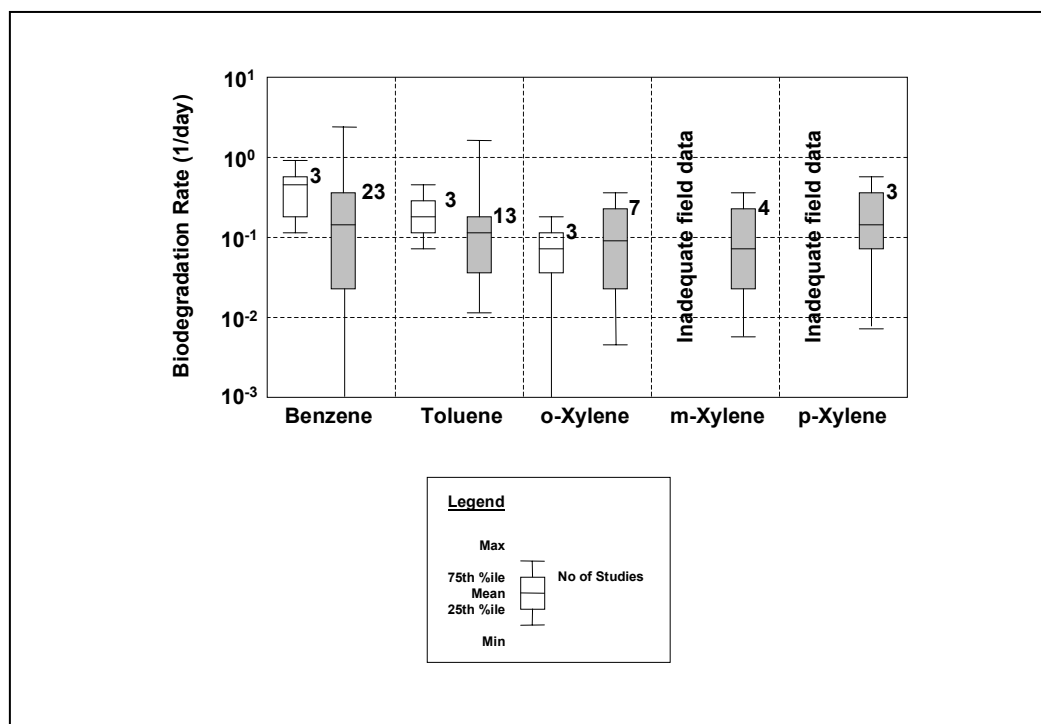 Biodegradation Rate (1/day)
10¹
10⁰
10⁻¹
10⁻²
10⁻³
3
23
3
13
3
7
Inadequate field data
4
Inadequate field data
3
Benzene
Toluene
o-Xylene
m-Xylene
p-Xylene
Legend
Max
75th %ile
Mean
25th %ile
Min
No of Studies